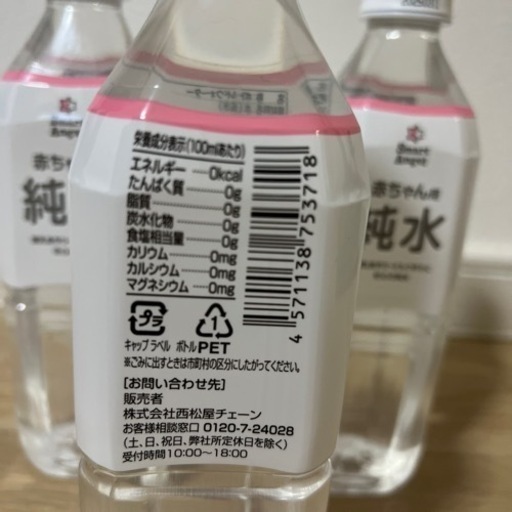 栄養成分表示(100ml当たり)
エネルギー 0kcal
たんぱく質 0g
脂質 0g
炭水化物 0g
食塩相当量 0g
カリウム 0mg
カルシウム 0mg
マグネシウム 0mg
4 571138 753718
プラ
1
キャップ ラベル ボトル PET
※ごみに出すときは市町村の区分にしたがってください。
[お問い合わせ先]
販売者
株式会社西松屋チェーン
お客様相談窓口 0120-7-24028
(土、日、祝日、弊社所定休日を除く)
受付時間10:00~18:00
Smart
Angel
赤ち
純
Smart
Angel
赤ちゃん用
純水